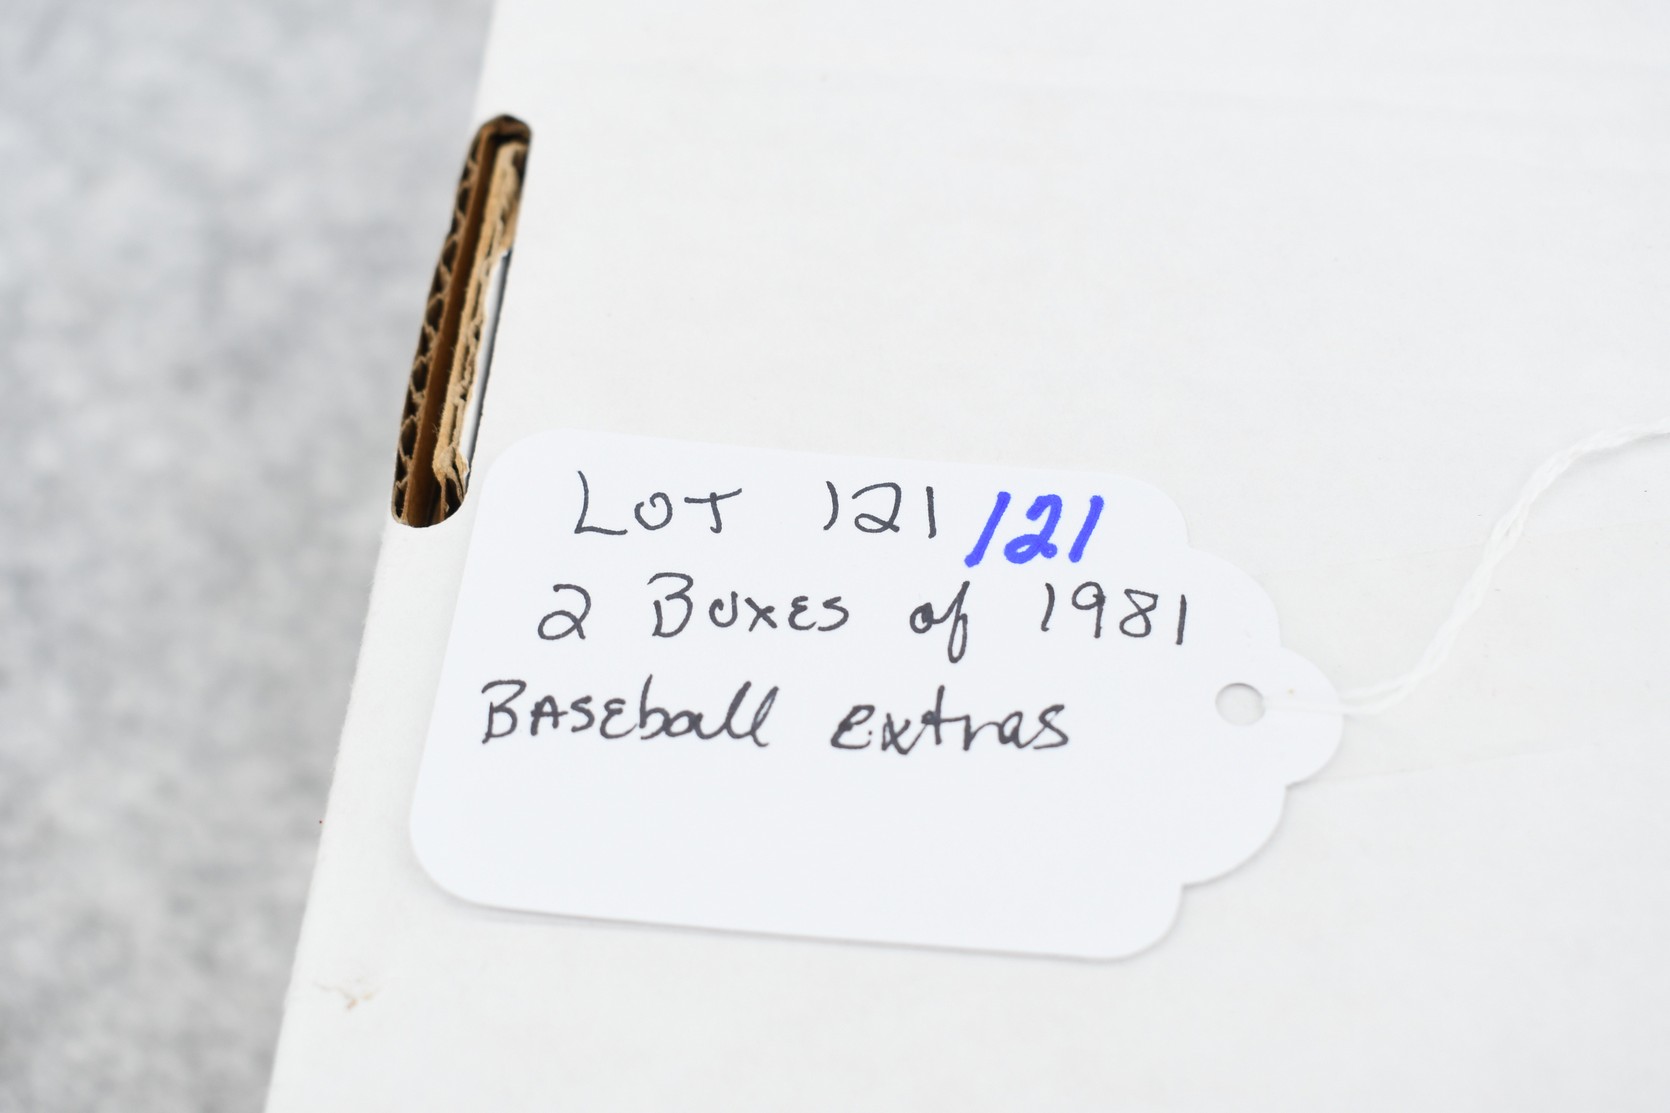 LOT 121 121
2 Boxes of 1981
BASEball extras